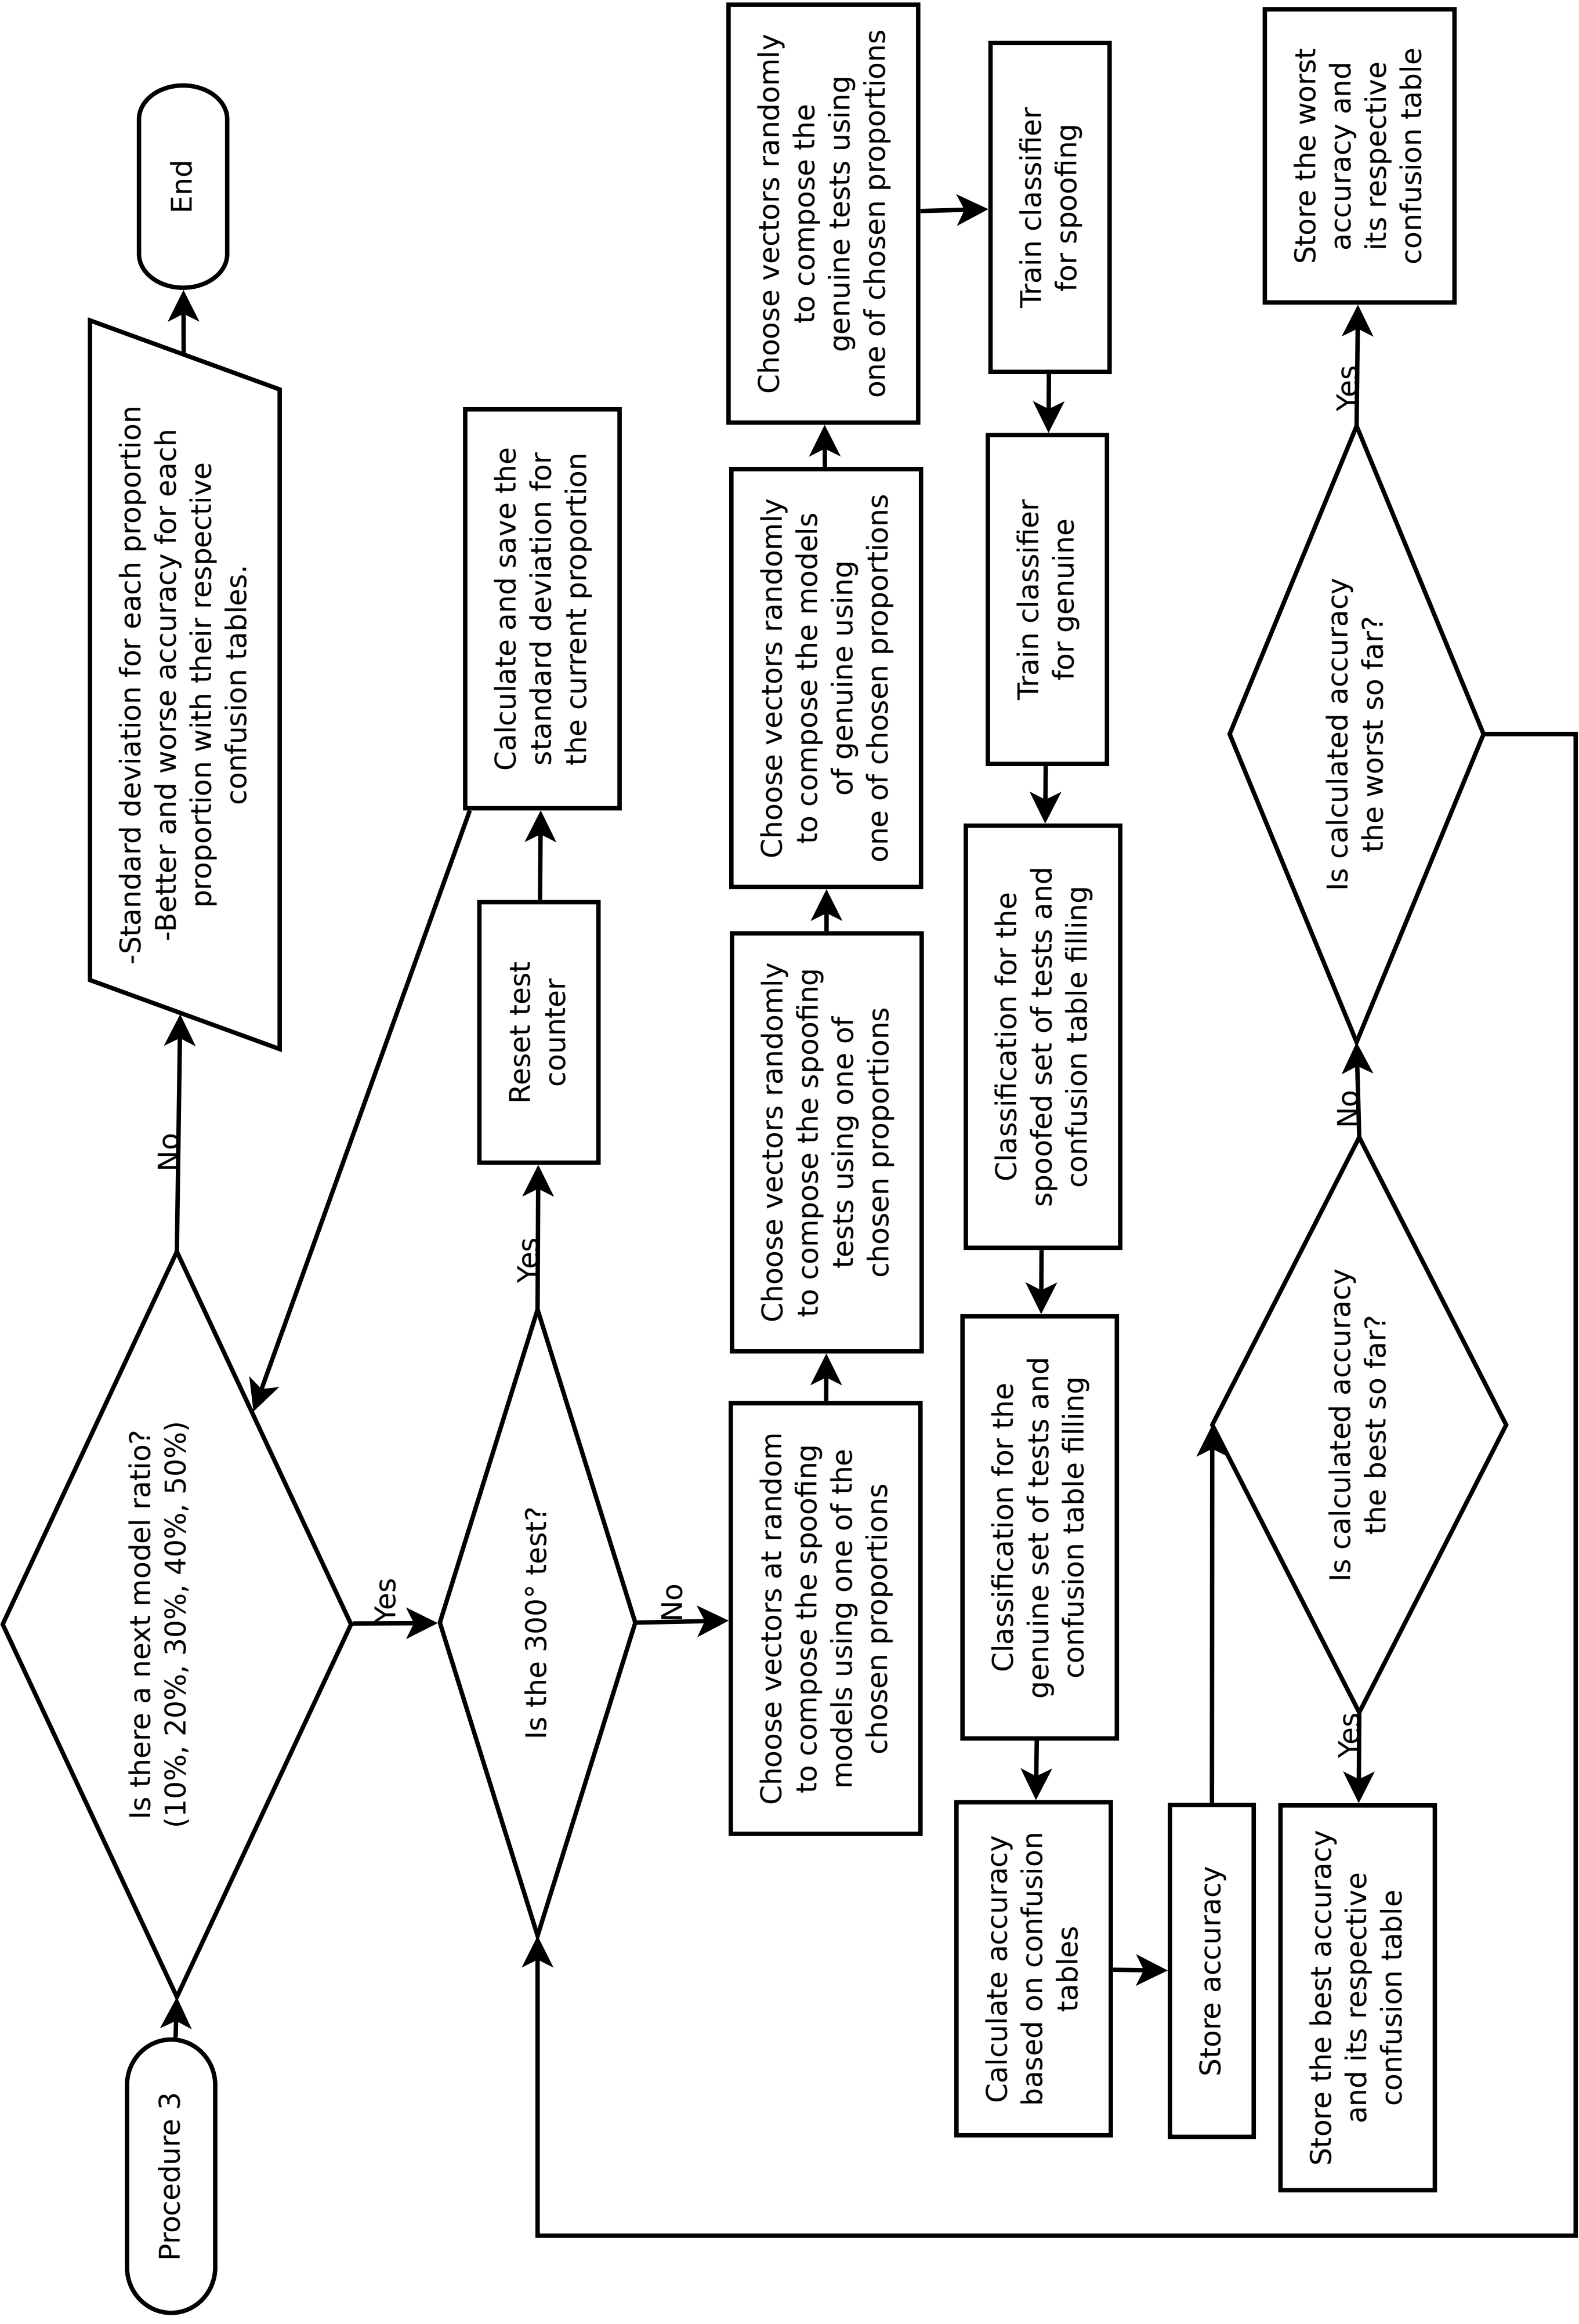 Procedure 3
Is there a next model ratio?
(10%, 20%, 30%, 40%, 50%)
No
-Standard deviation for each proportion
-Better and worse accuracy for each
proportion with their respective
confusion tables.
End
Yes
Is the 300° test?
Yes
Reset test
counter
Calculate and save the
standard deviation for
the current proportion
No
Choose vectors at random
to compose the spoofing
models using one of the
chosen proportions
Choose vectors randomly
to compose the spoofing
tests using one of
chosen proportions
Choose vectors randomly
to compose the models
of genuine using
one of chosen proportions
Choose vectors randomly
to compose the
genuine tests using
one of chosen proportions
Train classifier
for spoofing
Train classifier
for genuine
Classification for the
spoofed set of tests and
confusion table filling
Classification for the
genuine set of tests and
confusion table filling
Calculate accuracy
based on confusion
tables
Store accuracy
Is calculated accuracy
the best so far?
Yes
Store the best accuracy
and its respective
confusion table
No
Is calculated accuracy
the worst so far?
Yes
Store the worst
accuracy and
its respective
confusion table